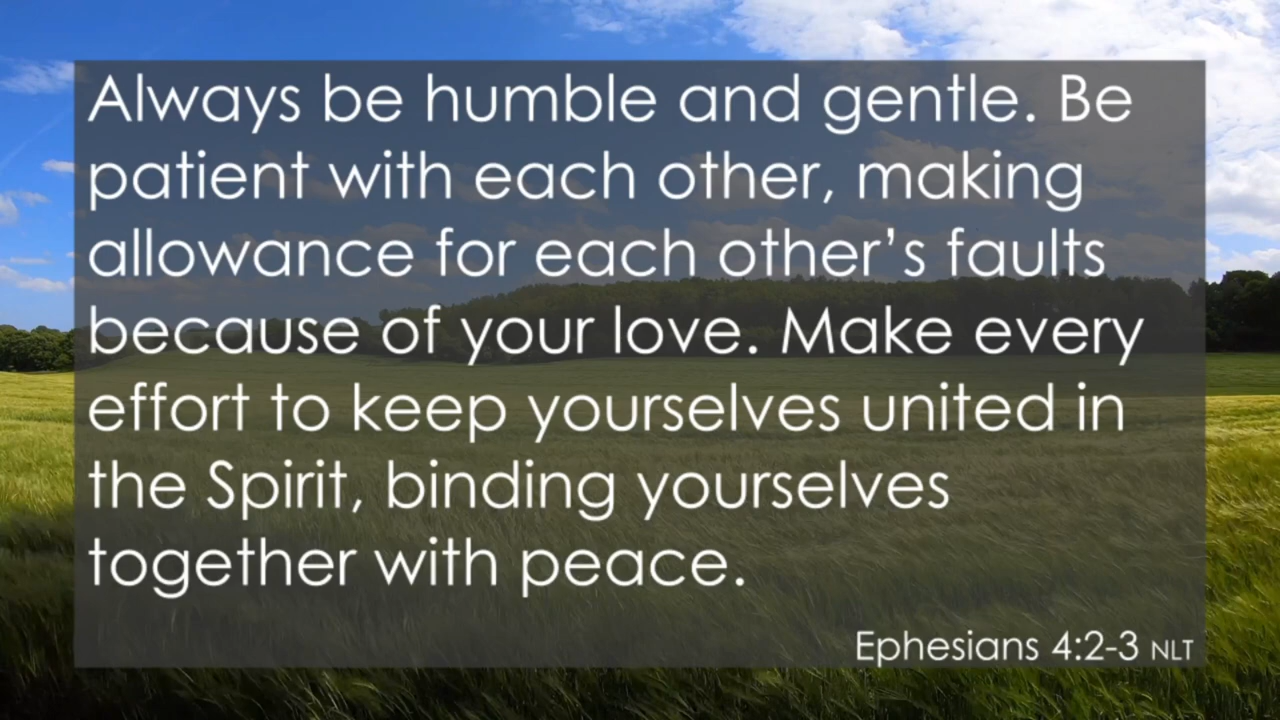 Always be humble and gentle. Be
patient with each other, making
allowance for each other’s faults
because of your love. Make every
effort to keep yourselves united in
the Spirit, binding yourselves
together with peace.
Ephesians 4:2-3 NLT